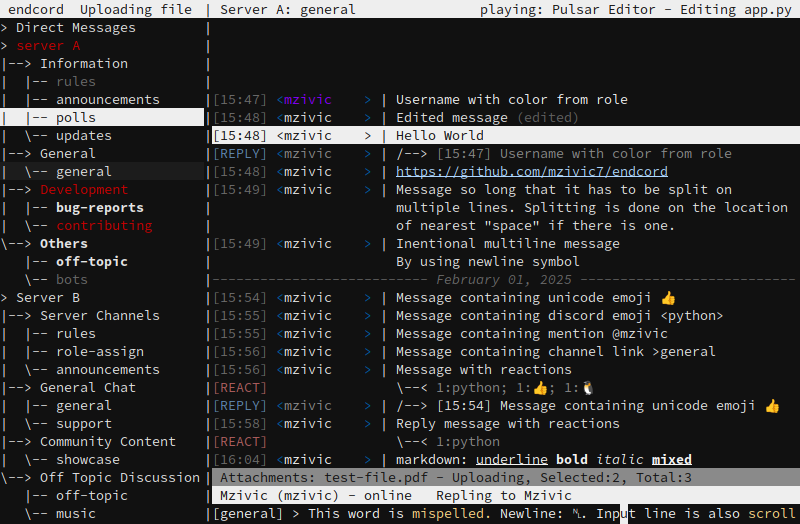 endcord  Uploading file  | Server A: general  playing: Pulsar Editor - Editing app.py
> Direct Messages
> server A
|--> Information
|  |-- rules
|  |-- announcements
|  |-- polls
|  \-- updates
|--> General
|  \-- general
|--> Development
|  |-- bug-reports
|  \-- contributing
\--> Others
   |-- off-topic
   \-- bots
> Server B
|--> Server Channels
|  |-- rules
|  |-- role-assign
|  \-- announcements
|--> General Chat
|  |-- general
|  \-- support
|--> Community Content
|  \-- showcase
\--> Off Topic Discussion
   |-- off-topic
   \-- music
[15:47] <mzivic    > | Username with color from role
[15:48] <mzivic    > | Edited message (edited)
[15:48] <mzivic    > | Hello World
[REPLY] <mzivic    > | /--> [15:47] Username with color from role
[15:48] <mzivic    > | https://github.com/mzivic7/endcord
[15:49] <mzivic    > | Message so long that it has to be split on
multiple lines. Splitting is done on the location
of nearest "space" if there is one.
[15:49] <mzivic    > | Inentional multiline message
By using newline symbol
--------------------------- February 01, 2025 ---------------------------
[15:54] <mzivic    > | Message containing unicode emoji 👍
[15:55] <mzivic    > | Message containing discord emoji <python>
[15:55] <mzivic    > | Message containing mention @mzivic
[15:56] <mzivic    > | Message containing channel link >general
[15:56] <mzivic    > | Message with reactions
[REACT] \--< 1:python; 1:👍; 1:🐧
[REPLY] <mzivic    > | /--> [15:54] Message containing unicode emoji 👍
[15:58] <mzivic    > | Reply message with reactions
[REACT] \--< 1:python
[16:04] <mzivic    > | markdown: underline bold italic mixed
Attachments: test-file.pdf - Uploading, Selected:2, Total:3
Mzivic (mzivic) - online   Repling to Mzivic
[general] > This word is mispelled. Newline: ␤. Input line is also scroll